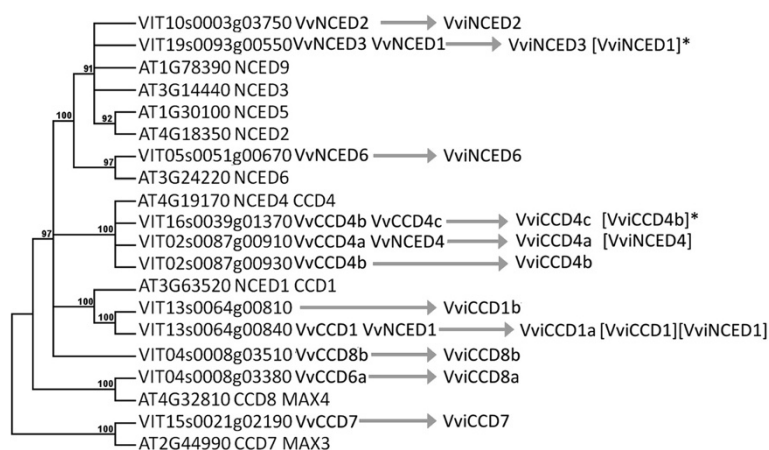 VIT10s0003g03750 VvNCED2 VviNCED2
VIT19s0093g00550 VvNCED3 VvNCED1 VviNCED3 [VviNCED1]*
91 AT1G78390 NCED9
AT3G14440 NCED3
100 AT1G30100 NCED5
92 AT4G18350 NCED2
VIT05s0051g00670 VvNCED6 VviNCED6
97 AT3G24220 NCED6
AT4G19170 NCED4 CCD4
VIT16s0039g01370 VvCCD4b VvCCD4c VviCCD4c [VviCCD4b]*
97 100 VIT02s0087g00910 VvCCD4a VvNCED4 VviCCD4a [VviNCED4]
VIT02s0087g00930 VvCCD4b VviCCD4b
AT3G63520 NCED1 CCD1
100 VIT13s0064g00810 VviCCD1b
100 VIT13s0064g00840 VvCCD1 VvNCED1 VviCCD1a [VviCCD1][VviNCED1]
VIT04s0008g03510 VvCCD8b VviCCD8b
VIT04s0008g03380 VvCCD6a VviCCD8a
100 AT4G32810 CCD8 MAX4
VIT15s0021g02190 VvCCD7 VviCCD7
100 AT2G44990 CCD7 MAX3